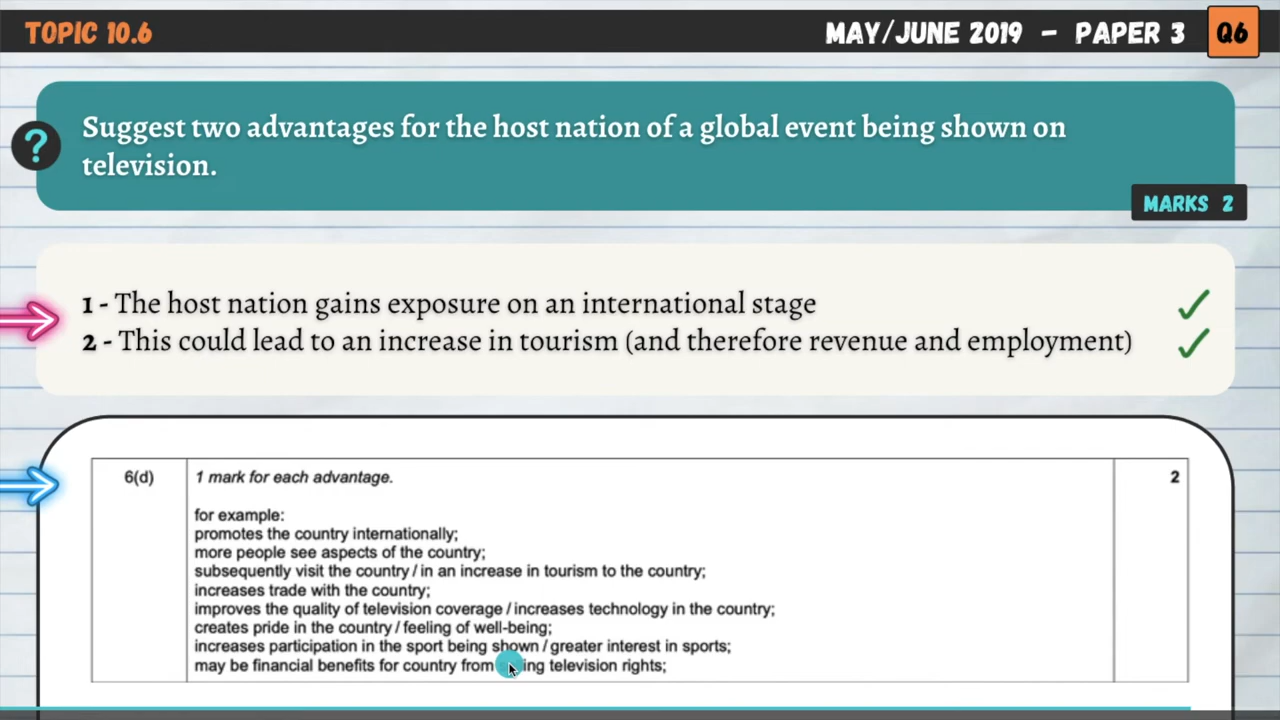 TOPIC 10.6
MAY/JUNE 2019 - PAPER 3
Q6
?
Suggest two advantages for the host nation of a global event being shown on
television.
MARKS 2
1 - The host nation gains exposure on an international stage
2 - This could lead to an increase in tourism (and therefore revenue and employment)
6(d)
1 mark for each advantage.
2
for example:
promotes the country internationally;
more people see aspects of the country;
subsequently visit the country / in an increase in tourism to the country;
increases trade with the country;
improves the quality of television coverage / increases technology in the country;
creates pride in the country / feeling of well-being;
increases participation in the sport being shown / greater interest in sports;
may be financial benefits for country from television rights;